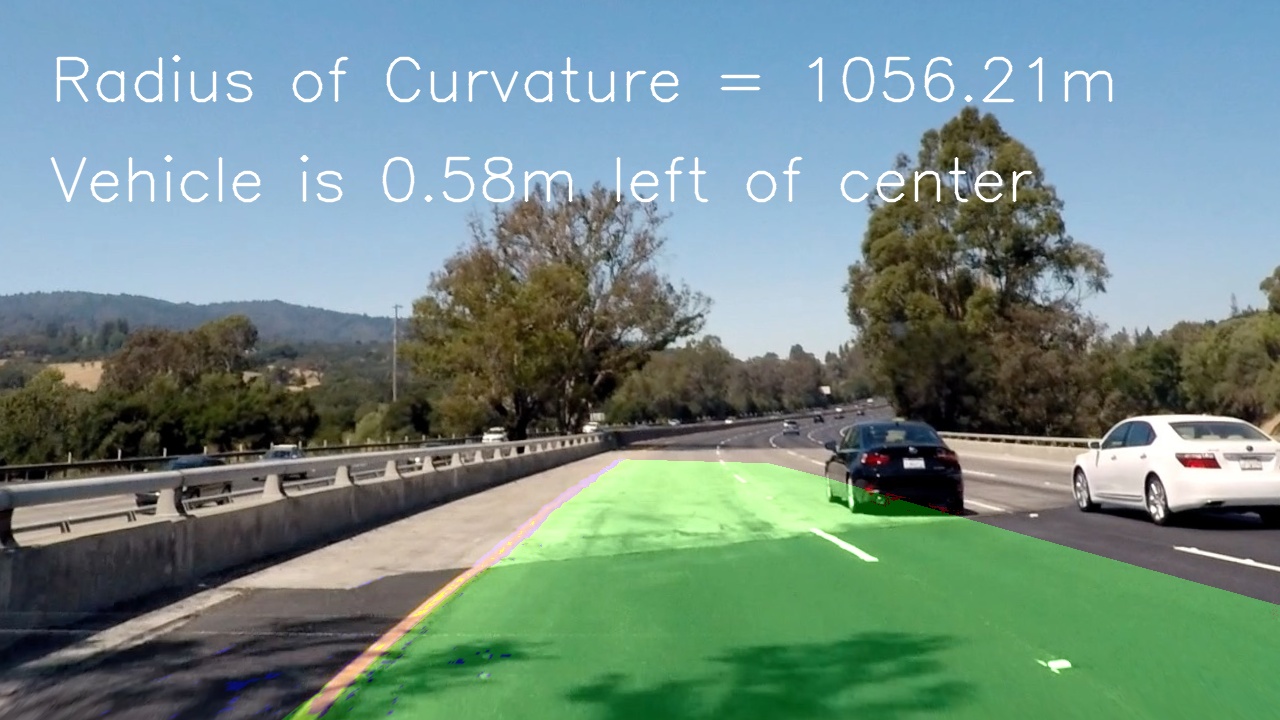 Radius of Curvature = 1056.21m
Vehicle is 0.58m left of center